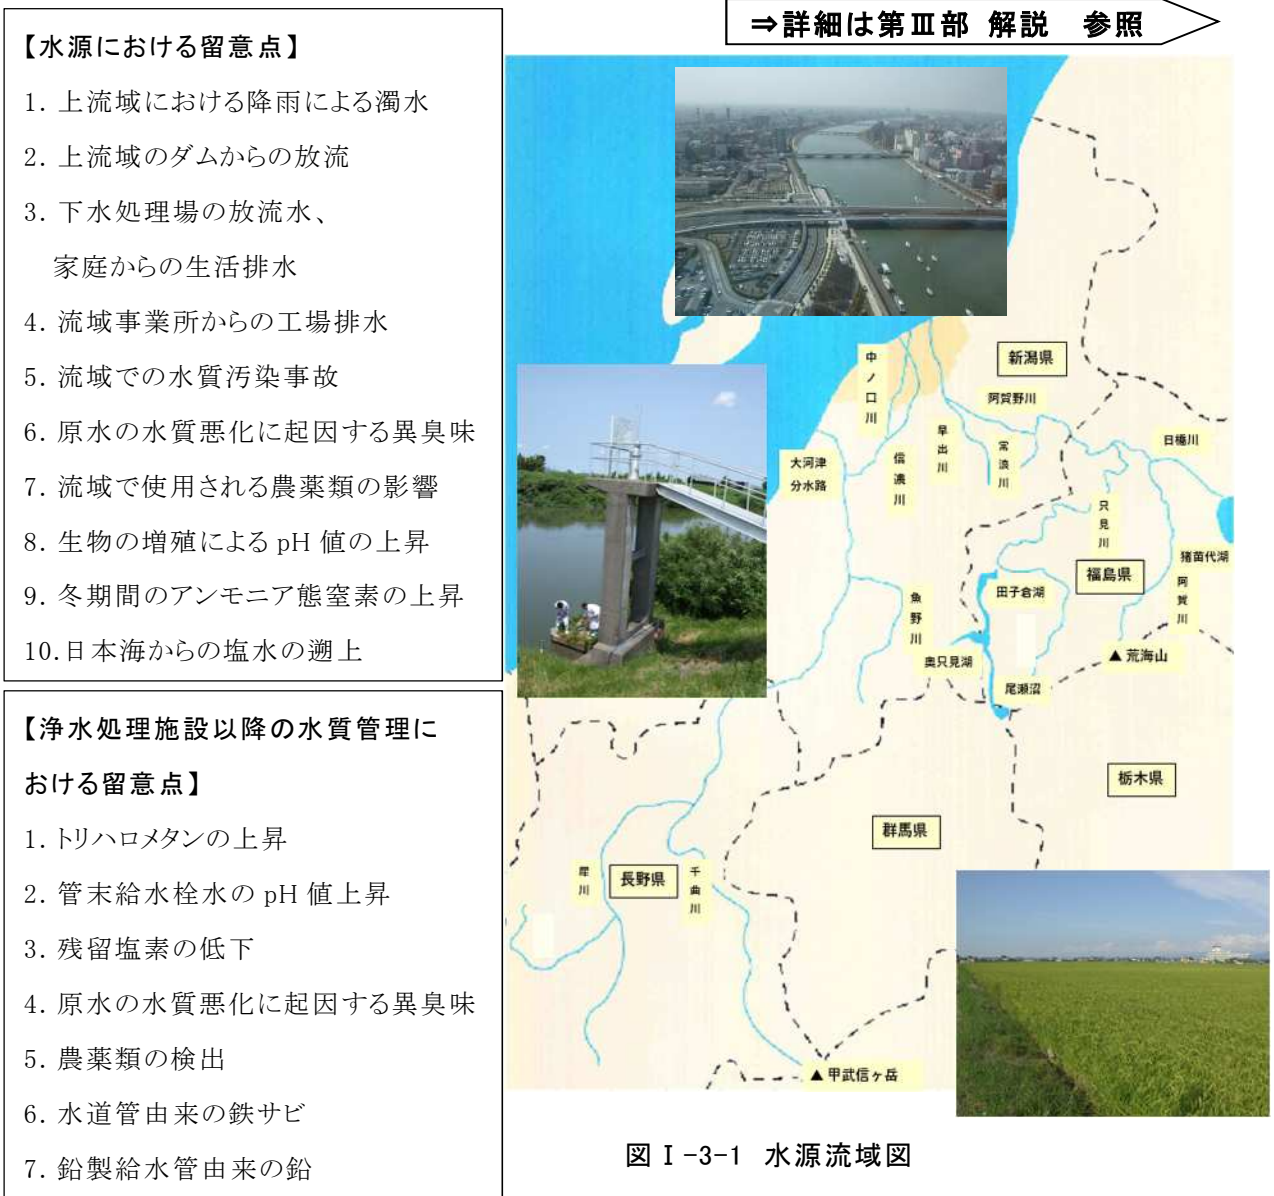 ⇒詳細は第Ⅲ部 解説　参照
【水源における留意点】
1. 上流域における降雨による濁水
2. 上流域のダムからの放流
3. 下水処理場の放流水、
家庭からの生活排水
4. 流域事業所からの工場排水
5. 流域での水質汚染事故
6. 原水の水質悪化に起因する異臭味
7. 流域で使用される農薬類の影響
8. 生物の増殖による pH 値の上昇
9. 冬期間のアンモニア態窒素の上昇
10.日本海からの塩水の遡上
【浄水処理施設以降の水質管理に
おける留意点】
1. トリハロメタンの上昇
2. 管末給水栓水の pH 値上昇
3. 残留塩素の低下
4. 原水の水質悪化に起因する異臭味
5. 農薬類の検出
6. 水道管由来の鉄サビ
7. 鉛製給水管由来の鉛
中ノ口川
新潟県
阿賀野川
早出川
常浪川
日橋川
大河津
分水路
信濃川
只見川
猪苗代湖
福島県
田子倉湖
阿賀川
魚野川
奥只見湖
▲荒海山
尾瀬沼
栃木県
群馬県
犀川
長野県
千曲川
▲甲武信ヶ岳
図Ⅰ-3-1 水源流域図